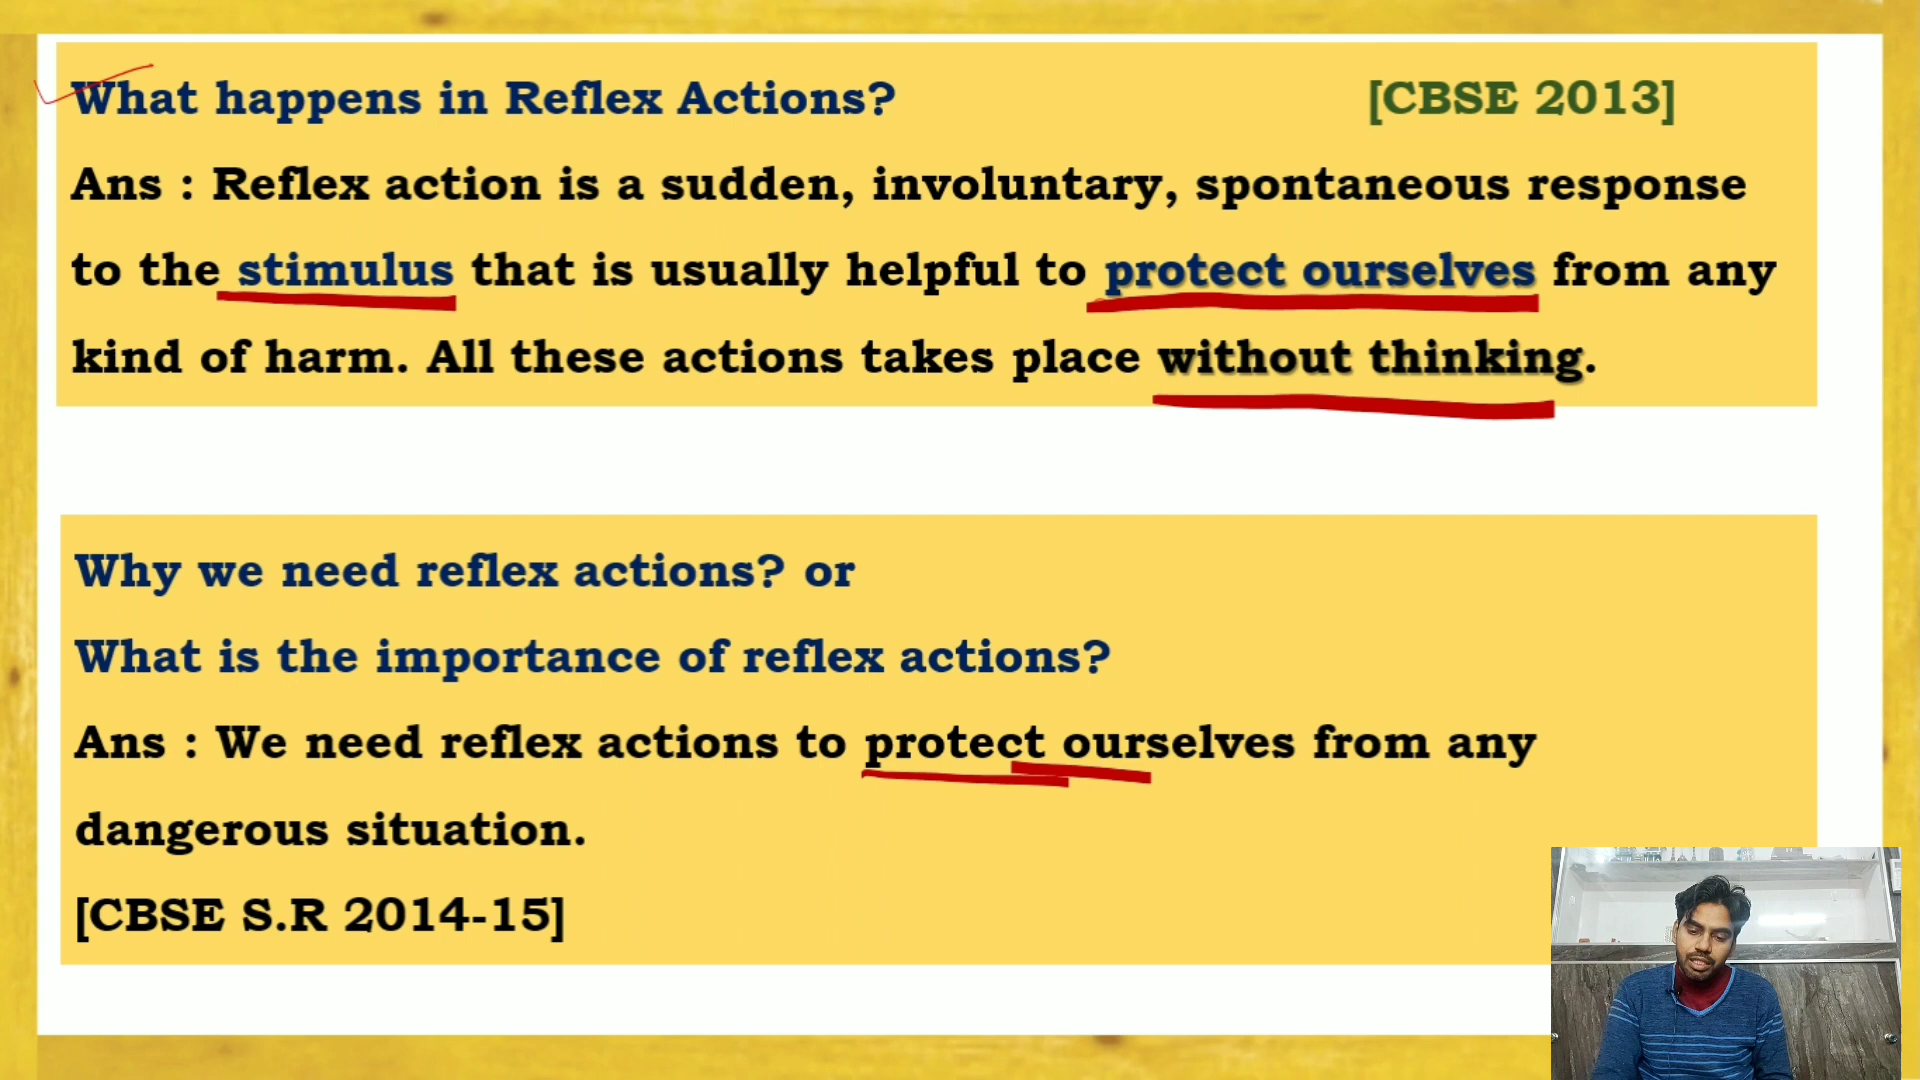 What happens in Reflex Actions? [CBSE 2013]
Ans : Reflex action is a sudden, involuntary, spontaneous response
to the stimulus that is usually helpful to protect ourselves from any
kind of harm. All these actions takes place without thinking.
Why we need reflex actions? or
What is the importance of reflex actions?
Ans : We need reflex actions to protect ourselves from any
dangerous situation.
[CBSE S.R 2014-15]